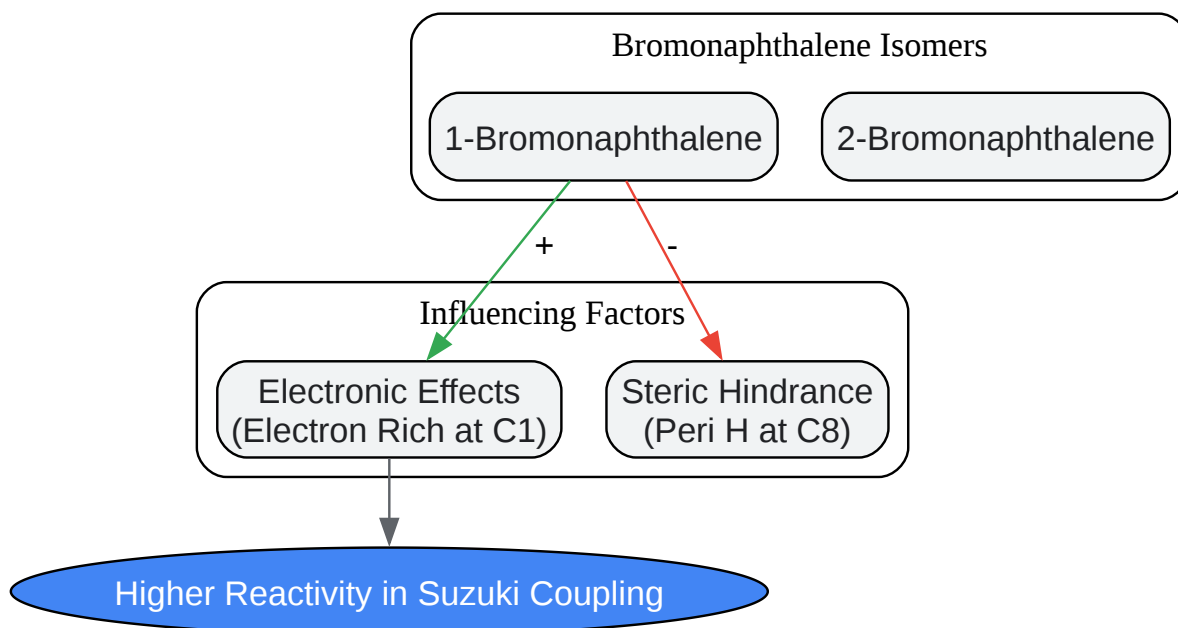 Bromonaphthalene Isomers
1-Bromonaphthalene
2-Bromonaphthalene
+
-
Influencing Factors
Electronic Effects
(Electron Rich at C1)
Steric Hindrance
(Peri H at C8)
Higher Reactivity in Suzuki Coupling